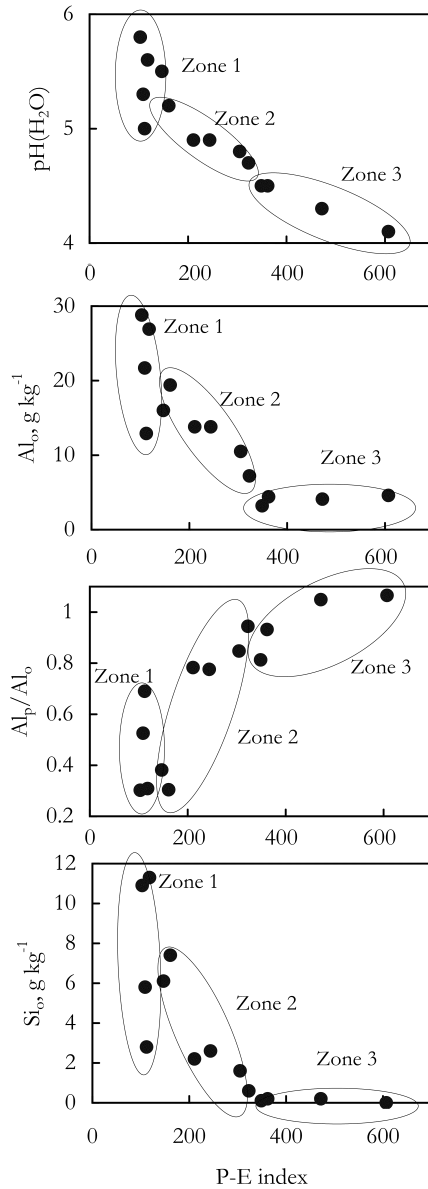 6
Zone 1
5
Zone 2
pH(H₂O)
Zone 3
4
0 200 400 600
30
Zone 1
20
Zone 2
Alₒ, g kg⁻¹
10
Zone 3
0
0 200 400 600
1
Zone 3
0.8
Zone 1
Alₚ/Alₒ
0.6
Zone 2
0.4
0.2
0 200 400 600
12
Zone 1
10
8
Siₒ, g kg⁻¹
6
Zone 2
4
2
Zone 3
0
0 200 400 600
P-E index